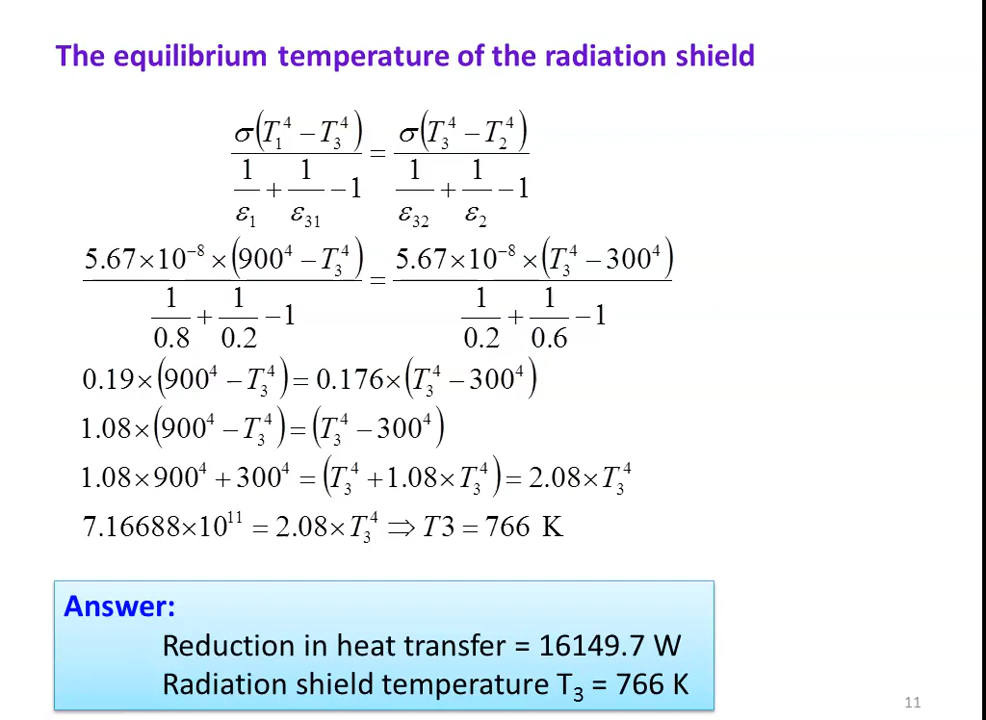 The equilibrium temperature of the radiation shield
σ(T₁⁴ − T₃⁴) / (1/ε₁ + 1/ε₃₁ − 1) = σ(T₃⁴ − T₂⁴) / (1/ε₃₂ + 1/ε₂ − 1)
5.67×10⁻⁸ × (900⁴ − T₃⁴) / (1/0.8 + 1/0.2 − 1) = 5.67×10⁻⁸ × (T₃⁴ − 300⁴) / (1/0.2 + 1/0.6 − 1)
0.19×(900⁴ − T₃⁴) = 0.176×(T₃⁴ − 300⁴)
1.08×(900⁴ − T₃⁴) = (T₃⁴ − 300⁴)
1.08×900⁴ + 300⁴ = (T₃⁴ + 1.08×T₃⁴) = 2.08×T₃⁴
7.16688×10¹¹ = 2.08×T₃⁴ ⇒ T3 = 766 K
Answer:
Reduction in heat transfer = 16149.7 W
Radiation shield temperature T₃ = 766 K
11